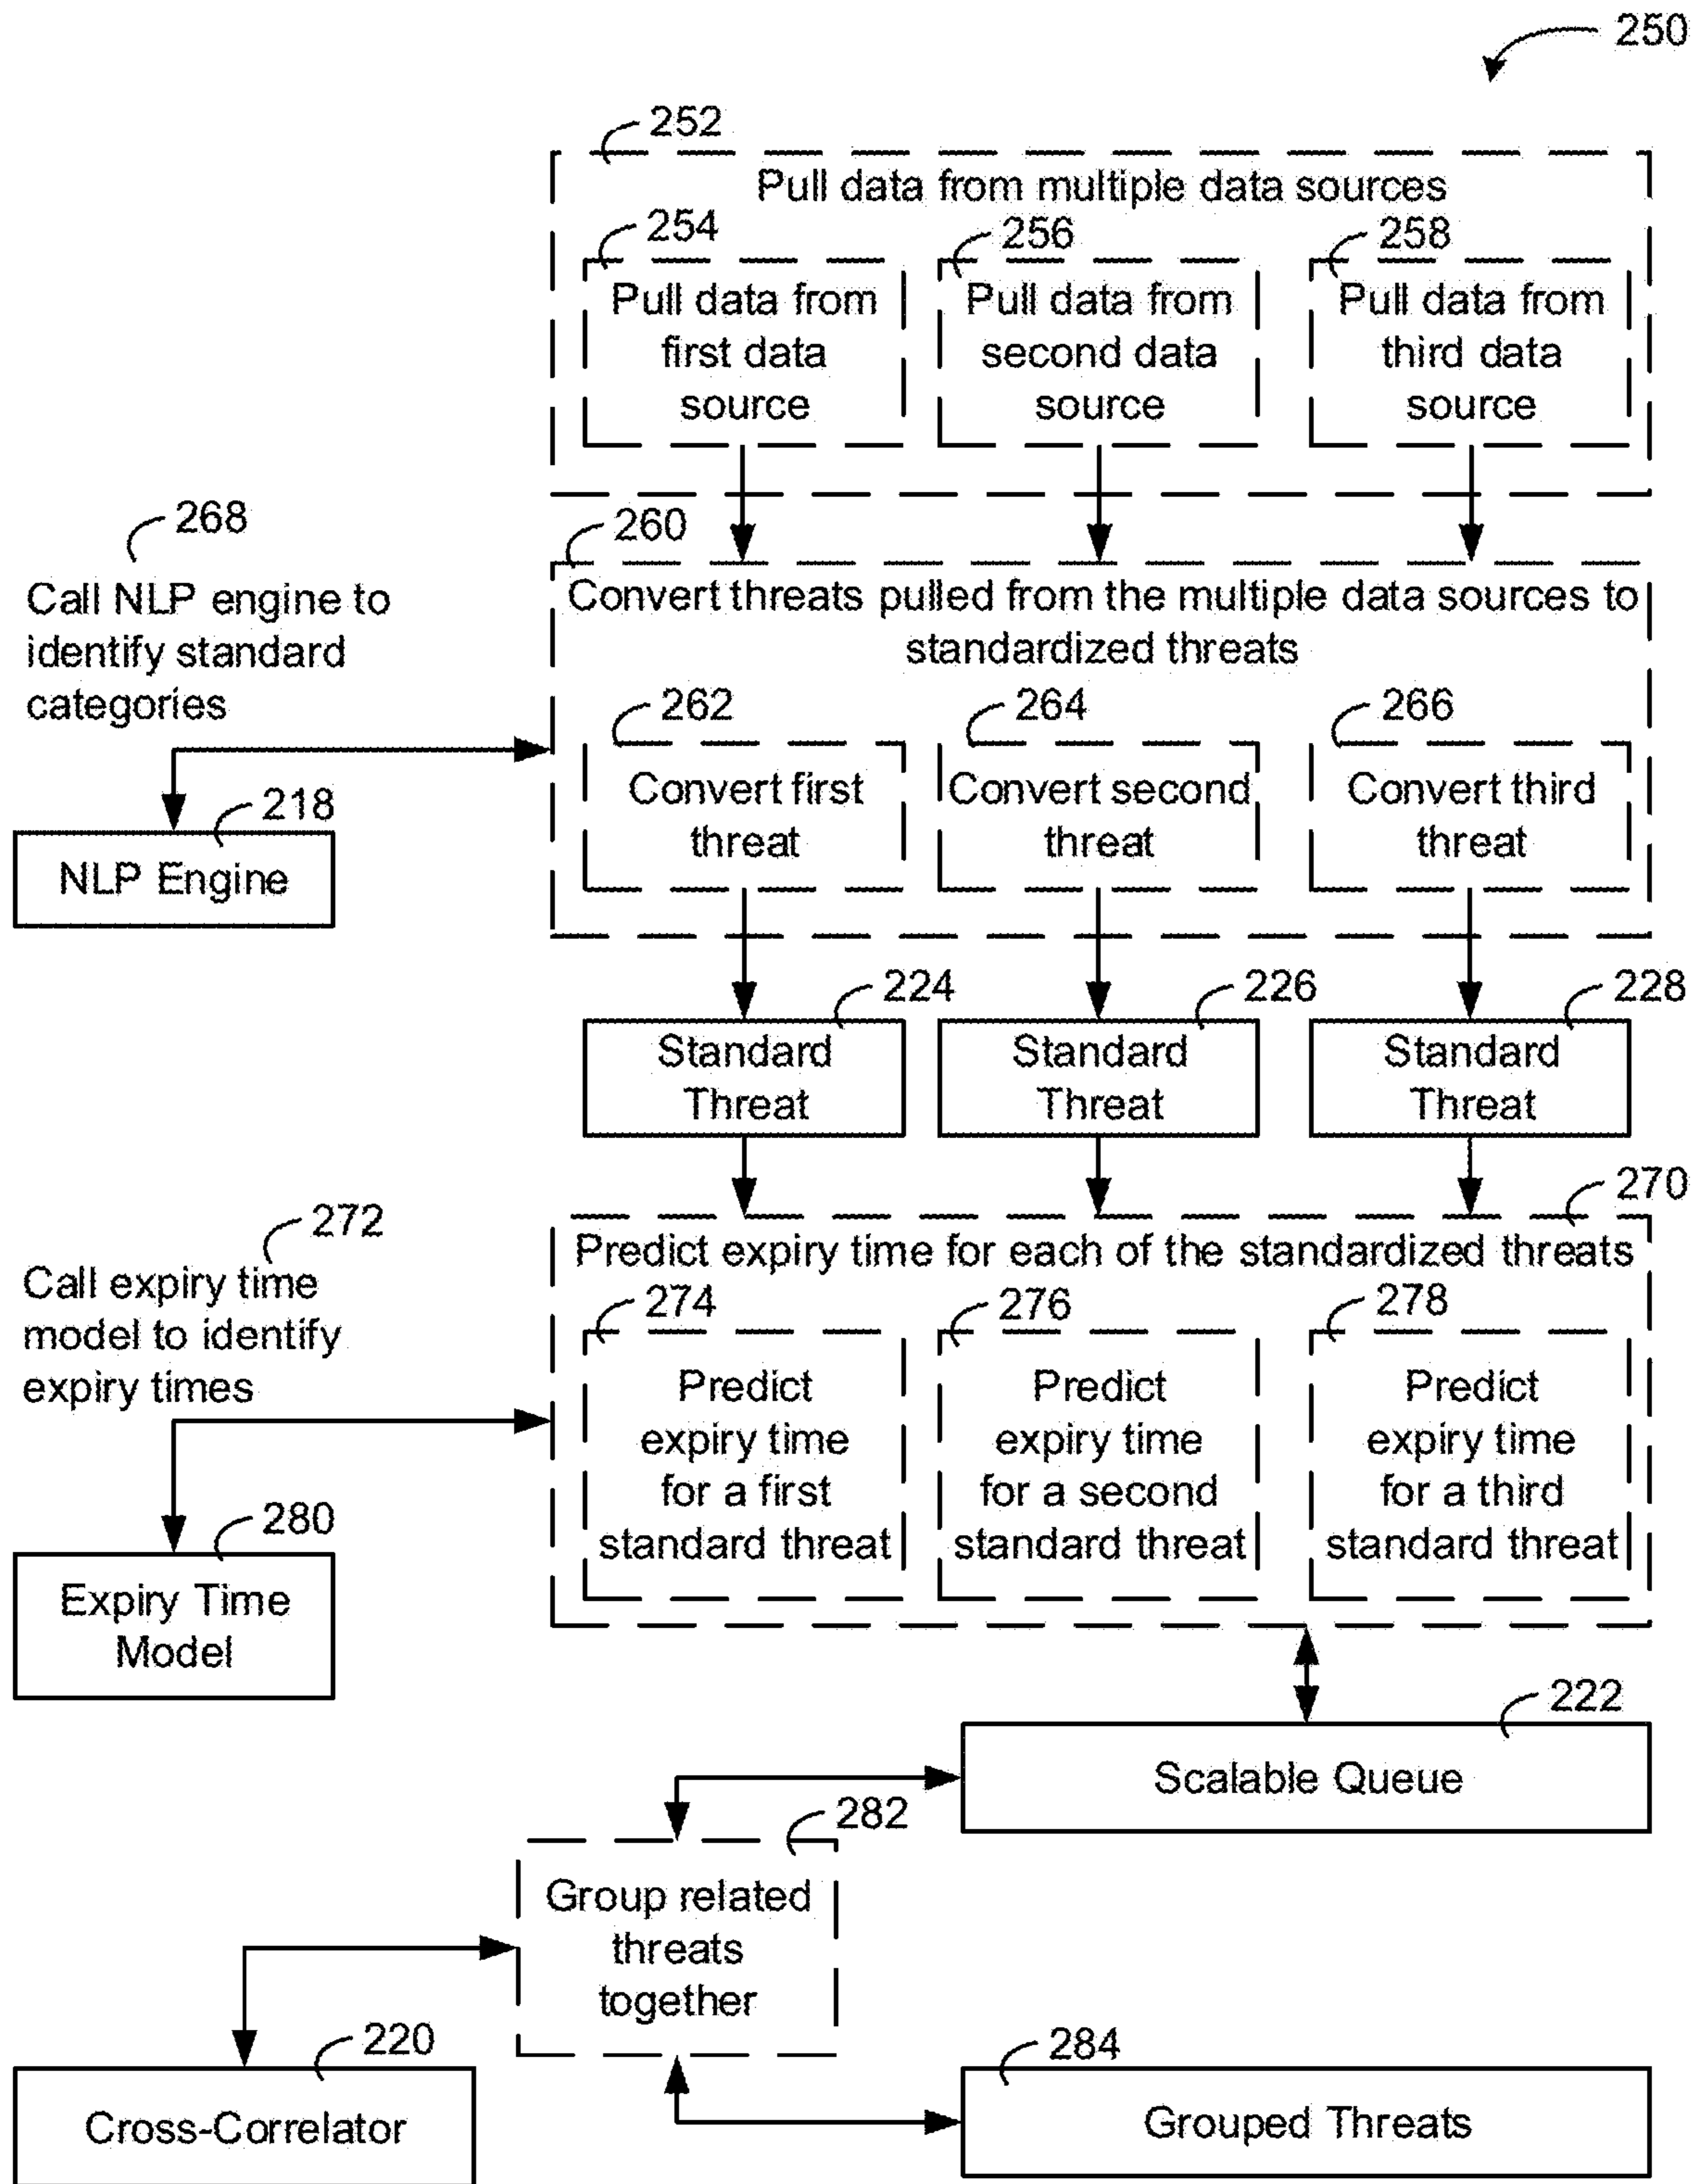 250
252
Pull data from multiple data sources
254
256
258
Pull data from
first data
source
Pull data from
second data
source
Pull data from
third data
source
268
Call NLP engine to
identify standard
categories
260
Convert threats pulled from the multiple data sources to
standardized threats
262
264
266
Convert first
threat
Convert second
threat
Convert third
threat
218
NLP Engine
224
226
228
Standard
Threat
Standard
Threat
Standard
Threat
270
272
Call expiry time
model to identify
expiry times
Predict expiry time for each of the standardized threats
274
276
278
Predict
expiry time
for a first
standard threat
Predict
expiry time
for a second
standard threat
Predict
expiry time
for a third
standard threat
280
Expiry Time
Model
222
Scalable Queue
282
Group related
threats
together
220
Cross-Correlator
284
Grouped Threats